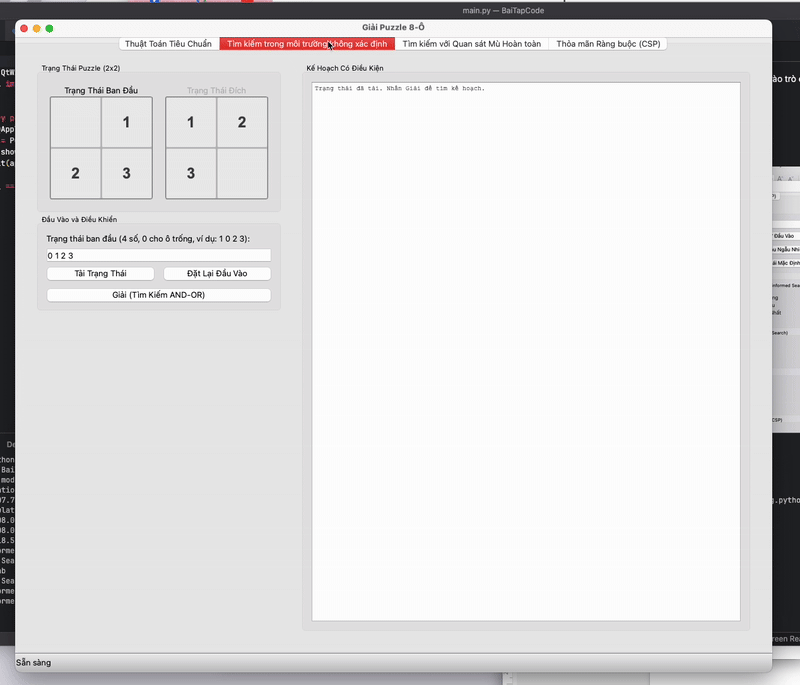 main.py — BaiTapCode
Giải Puzzle 8-Ô
Thuật Toán Tiêu Chuẩn
Tìm kiếm trong môi trường không xác định
Tìm kiếm với Quan sát Mù Hoàn toàn
Thỏa mãn Ràng buộc (CSP)
Trạng Thái Puzzle (2x2)
Trạng Thái Ban Đầu
Trạng Thái Đích
1
2 3
1 2
3
Đầu Vào và Điều Khiển
Trạng thái ban đầu (4 số, 0 cho ô trống, ví dụ: 1 0 2 3):
0 1 2 3
Tải Trạng Thái
Đặt Lại Đầu Vào
Giải (Tìm Kiếm AND-OR)
Kế Hoạch Có Điều Kiện
Trạng thái đã tải. Nhấn Giải để tìm kế hoạch.
Sẵn sàng